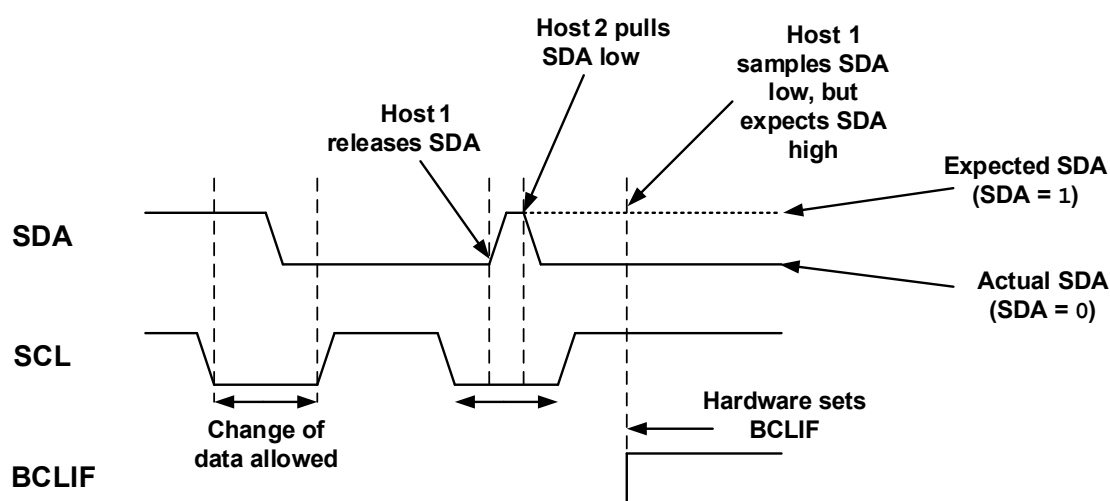 Host 2 pulls
SDA low
Host 1
samples SDA
low, but
expects SDA
high
Host 1
releases SDA
Expected SDA
(SDA = 1)
SDA
Actual SDA
(SDA = 0)
SCL
Change of
data allowed
Hardware sets
BCLIF
BCLIF